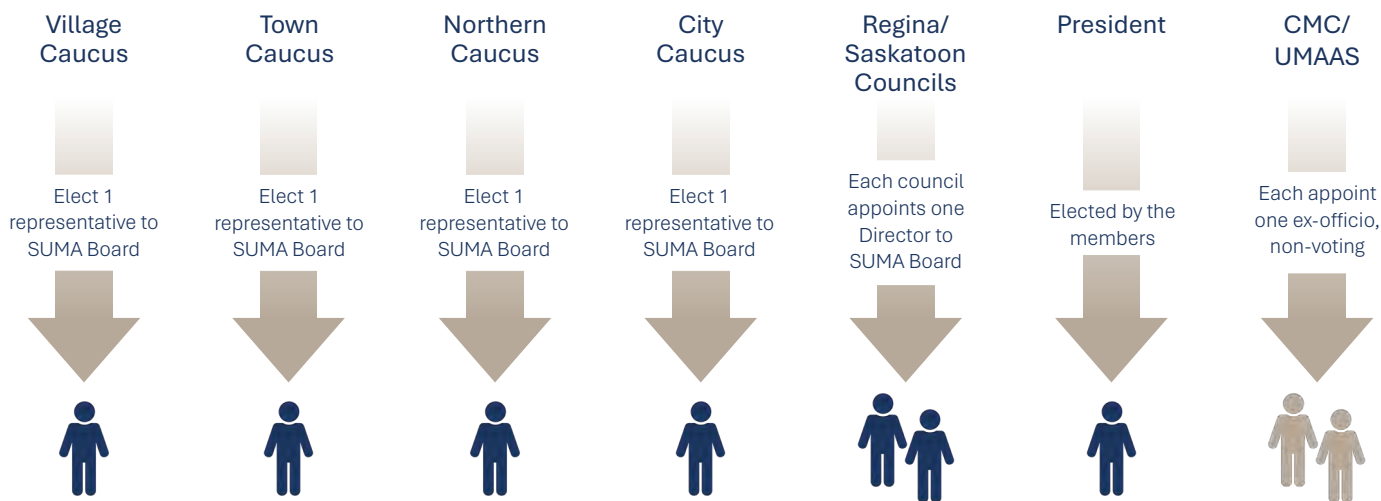 Village
Caucus
Town
Caucus
Northern
Caucus
City
Caucus
Regina/
Saskatoon
Councils
President
CMC/
UMAAS
Elect 1
representative to
SUMA Board
Elect 1
representative to
SUMA Board
Elect 1
representative to
SUMA Board
Elect 1
representative to
SUMA Board
Each council
appoints one
Director to
SUMA Board
Elected by the
members
Each appoint
one ex-officio,
non-voting